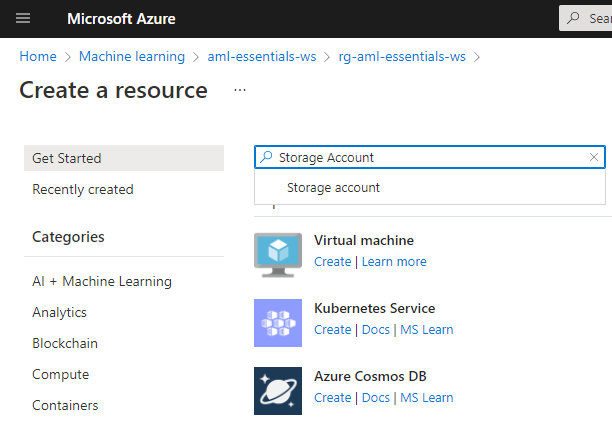 Microsoft Azure
Home > Machine learning > aml-essentials-ws > rg-aml-essentials-ws >
Create a resource ...
Get Started
Recently created
Categories
AI + Machine Learning
Analytics
Blockchain
Compute
Containers
Storage Account
Storage account
Virtual machine
Create | Learn more
Kubernetes Service
Create | Docs | MS Learn
Azure Cosmos DB
Create | Docs | MS Learn